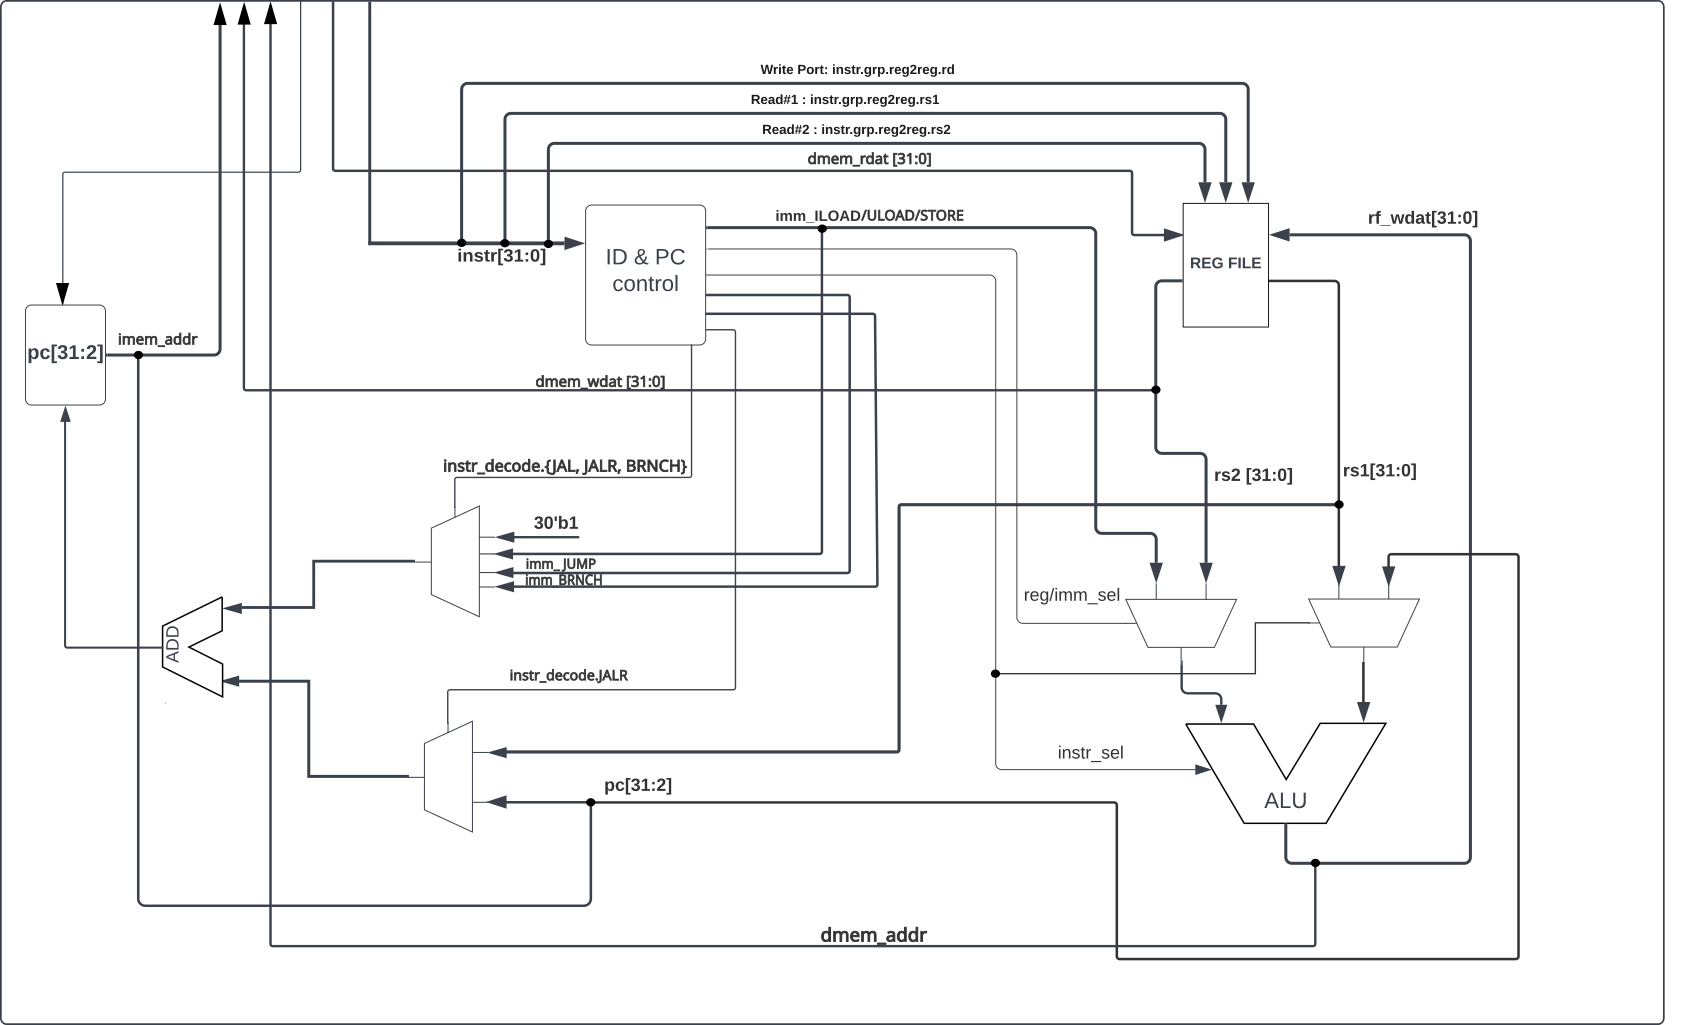 Write Port: instr.grp.reg2reg.rd
Read#1 : instr.grp.reg2reg.rs1
Read#2 : instr.grp.reg2reg.rs2
dmem_rdat [31:0]
imm_ILOAD/ULOAD/STORE
rf_wdat[31:0]
instr[31:0]
ID & PC
control
REG FILE
imem_addr
pc[31:2]
dmem_wdat [31:0]
instr_decode.{JAL, JALR, BRNCH}
rs2 [31:0]
rs1[31:0]
30'b1
imm_JUMP
imm_BRNCH
reg/imm_sel
ADD
instr_decode.JALR
instr_sel
pc[31:2]
ALU
dmem_addr